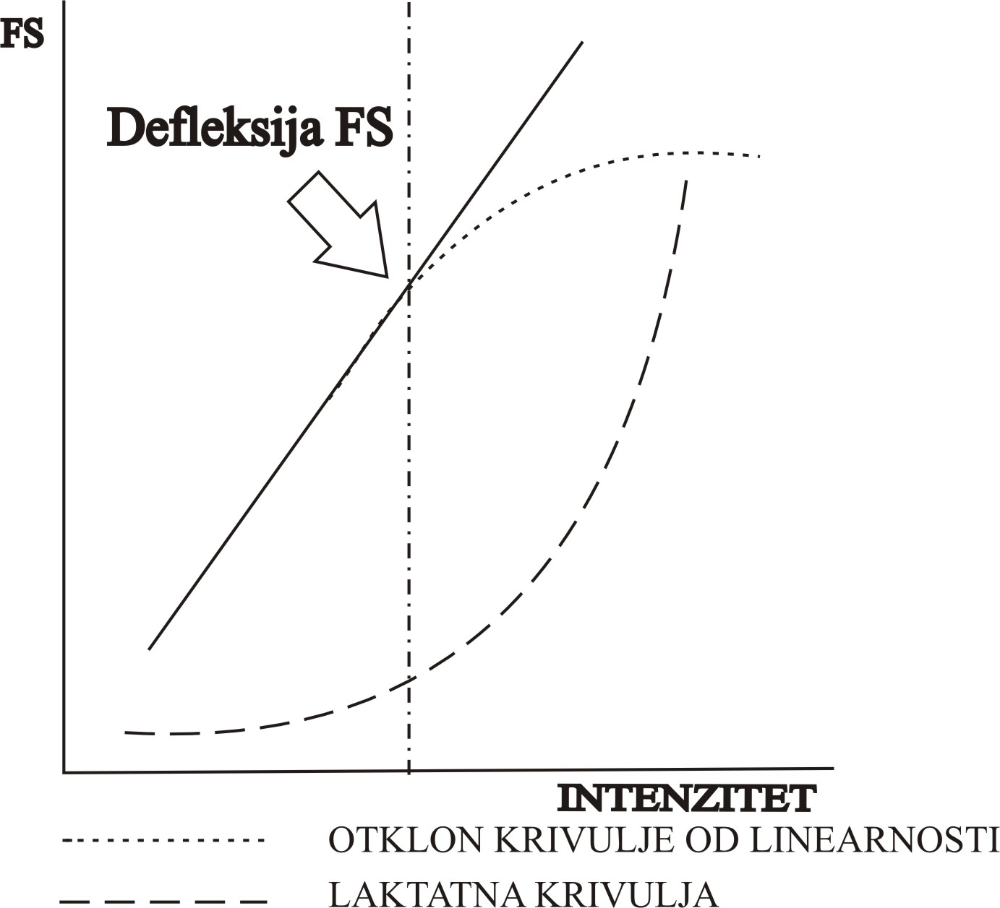 FS
Defleksija FS
INTENZITET
OTKLON KRIVULJE OD LINEARNOSTI
LAKTATNA KRIVULJA